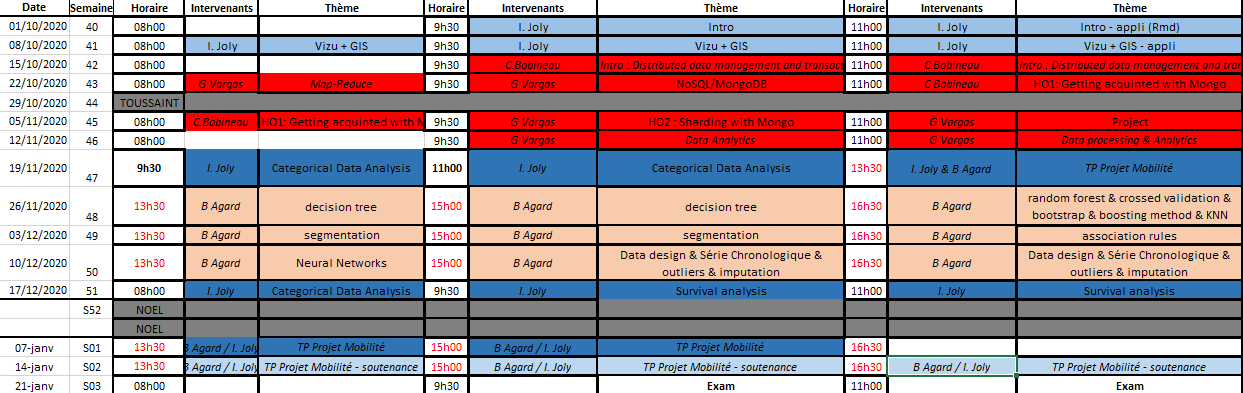 Date Semaine Horaire Intervenants Thème Horaire Intervenants Thème Horaire Intervenants Thème
01/10/2020 40 08h00 9h30 I. Joly Intro 11h00 I. Joly Intro - appli (Rmd)
08/10/2020 41 08h00 I. Joly Vizu + GIS 9h30 I. Joly Vizu + GIS 11h00 I. Joly Vizu + GIS - appli
15/10/2020 42 08h00 9h30 C.Bobineau Intro : Distributed data management and transact 11h00 C Bobineau Intro : Distributed data management and tran
22/10/2020 43 08h00 G Vargas Map-Reduce 9h30 G Vargas NoSQL/MongoDB 11h00 C Bobineau HO1: Getting acquainted with Mongo
29/10/2020 44 TOUSSAINT
05/11/2020 45 08h00 C.Bobineau HO1: Getting acquinted with M 9h30 G Vargas HO2 : Sharding with Mongo 11h00 G Vargas Project
12/11/2020 46 08h00 9h30 G Vargas Data Analytics 11h00 G Vargas Data processing & Analytics
19/11/2020 47 9h30 I. Joly Categorical Data Analysis 11h00 I. Joly Categorical Data Analysis 13h30 I. Joly & B Agard TP Projet Mobilité
26/11/2020 48 13h30 B Agard decision tree 15h00 B Agard decision tree 16h30 B Agard random forest & crossed validation &
bootstrap & boosting method & KNN
03/12/2020 49 13h30 B Agard segmentation 15h00 B Agard segmentation 16h30 B Agard association rules
10/12/2020 50 13h30 B Agard Neural Networks 15h00 B Agard Data design & Série Chronologique & 16h30 B Agard Data design & Série Chronologique &
outliers & imputation outliers & imputation
17/12/2020 51 08h00 I. Joly Categorical Data Analysis 9h30 I. Joly Survival analysis 11h00 I. Joly Survival analysis
S52 NOEL
NOEL
07-janv S01 13h30 B Agard / I. Joly TP Projet Mobilité 15h00 B Agard / I. Joly TP Projet Mobilité 16h30
14-janv S02 13h30 B Agard / I. Joly TP Projet Mobilité - soutenance 15h00 B Agard / I. Joly TP Projet Mobilité - soutenance 16h30 B Agard / I. Joly TP Projet Mobilité - soutenance
21-janv S03 08h00 9h30 Exam 11h00 Exam